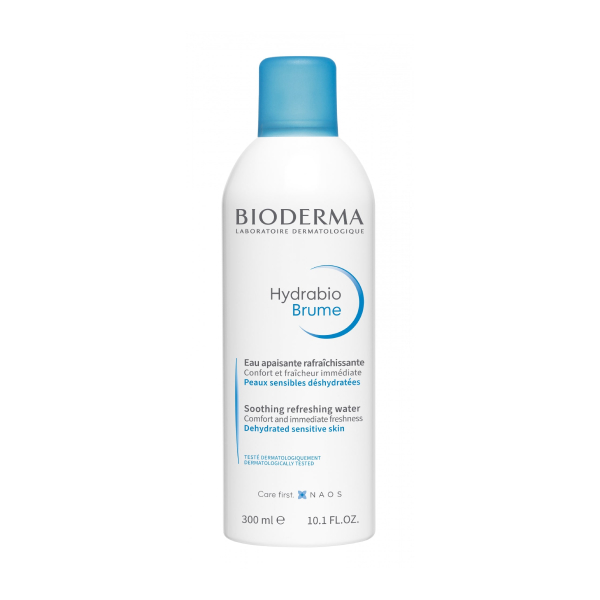 BIODERMA
LABORATOIRE DERMATOLOGIQUE
Hydrabio
Brume
Eau apaisante rafraîchissante
Confort et fraîcheur immédiate
Peaux sensibles déshydratées
Soothing refreshing water
Comfort and immediate freshness
Dehydrated sensitive skin
TESTÉ DERMATOLOGIQUEMENT
DERMATOLOGICALLY TESTED
Care first. NAOS
300 ml ℮ 10.1 FL.OZ.